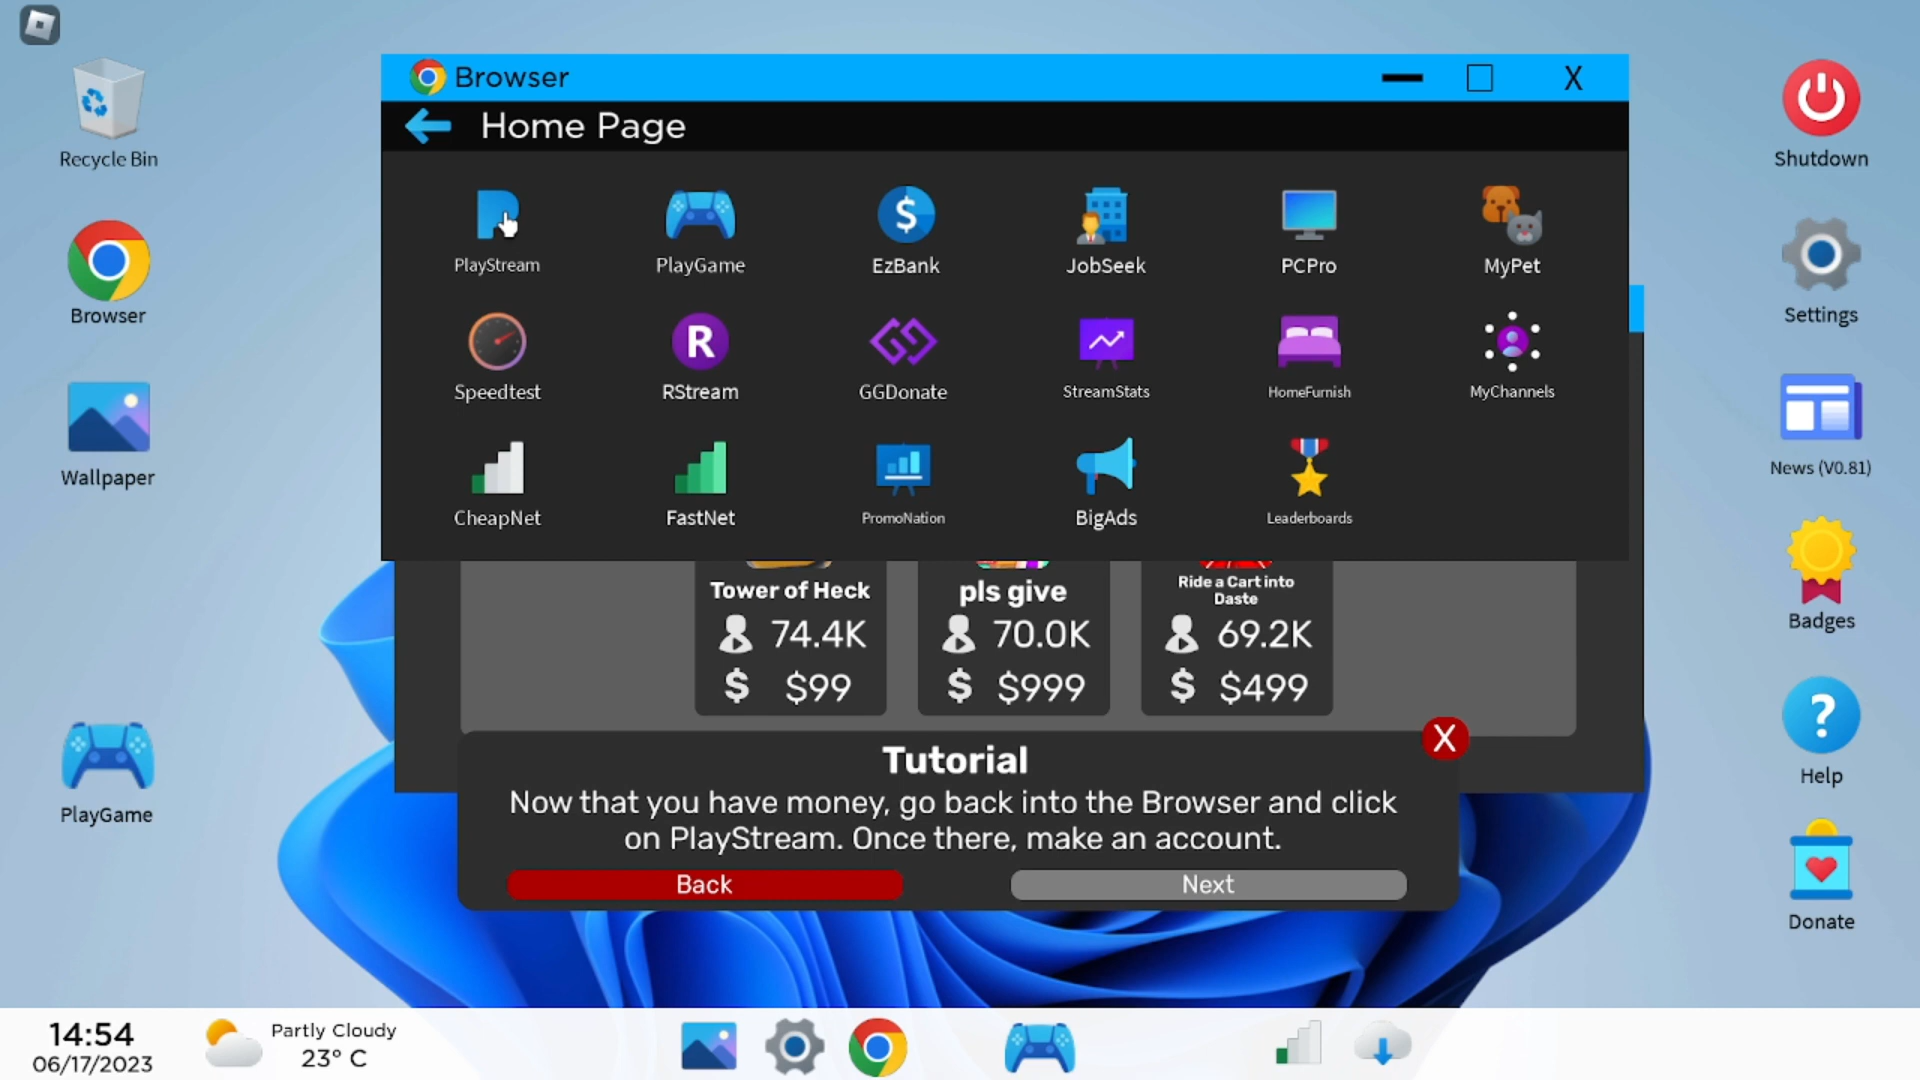 Browser
X
Home Page
PlayStream
PlayGame
$
EzBank
JobSeek
PCPro
MyPet
Speedtest
R
RStream
GGDonate
StreamStats
HomeFurnish
MyChannels
CheapNet
FastNet
PromoNation
BigAds
Leaderboards
Recycle Bin
Browser
Wallpaper
PlayGame
Shutdown
Settings
News (V0.81)
Badges
?
Help
Donate
Tower of Heck
74.4K
$ $99
pls give
70.0K
$ $999
Ride a Cart into
Daste
69.2K
$ $499
X
Tutorial
Now that you have money, go back into the Browser and click
on PlayStream. Once there, make an account.
Back
Next
14:54
06/17/2023
Partly Cloudy
23° C